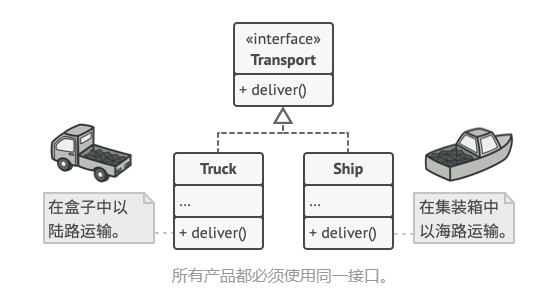 «interface»
Transport
+ deliver()
Truck
...
+ deliver()
Ship
...
+ deliver()
在盒子中以
陆路运输。
在集装箱中
以海路运输。
所有产品都必须使用同一接口。